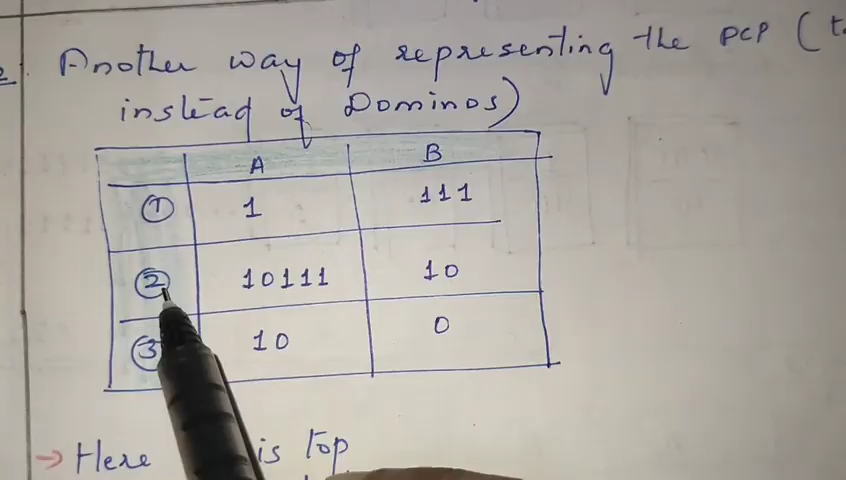 Another way of representing the PCP (
instead of Dominos)
A B
① 1 111
② 10111 10
③ 10 0
→ Here is top